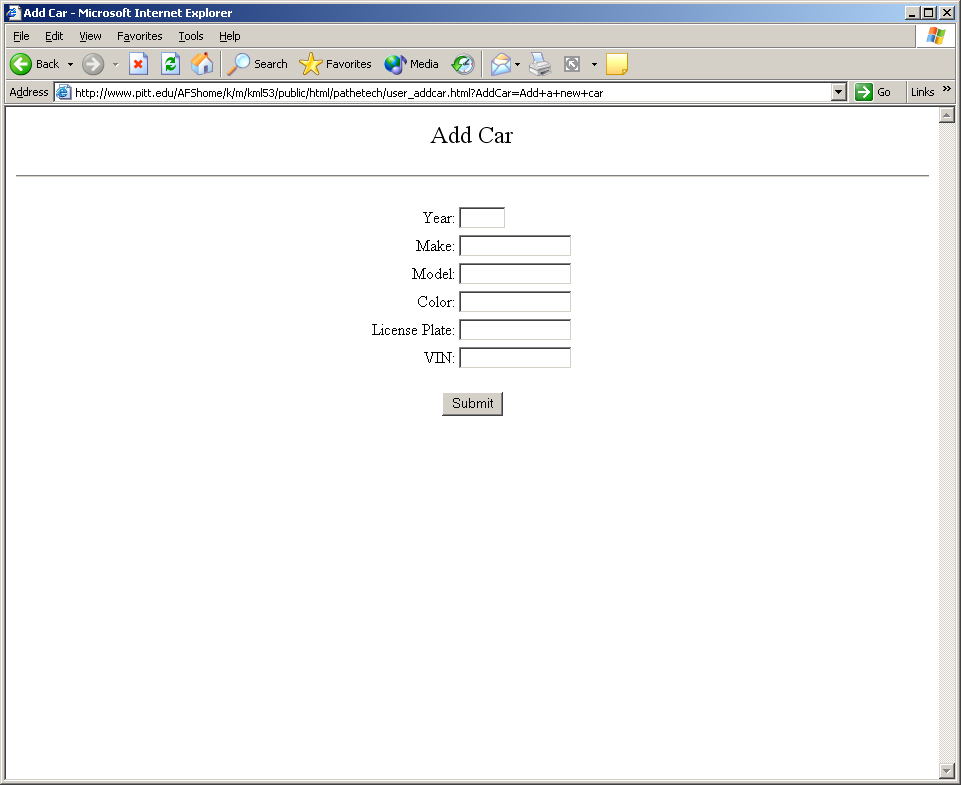 Add Car - Microsoft Internet Explorer
File Edit View Favorites Tools Help
Back Search Favorites Media
Address http://www.pitt.edu/AFShome/k/m/kml53/public/html/pathetech/user_addcar.html?AddCar=Add+a+new+car Go Links »
Add Car
Year:
Make:
Model:
Color:
License Plate:
VIN:
Submit